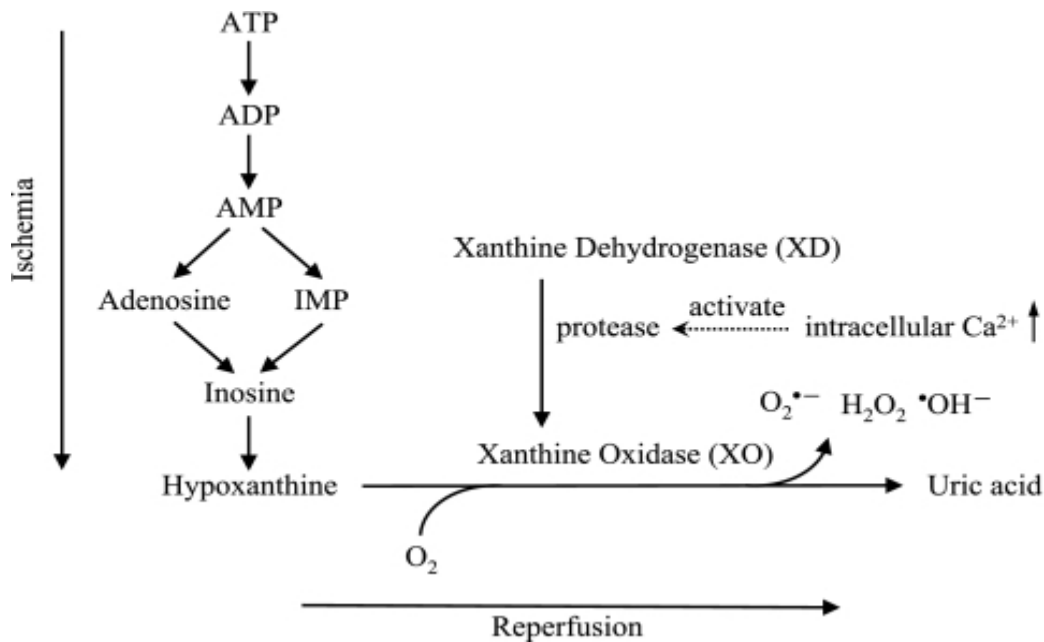 ATP
ADP
AMP
Ischemia
Adenosine IMP
Inosine
Hypoxanthine
Xanthine Dehydrogenase (XD)
activate
protease intracellular Ca²⁺
O₂•− H₂O₂ •OH−
Xanthine Oxidase (XO)
Uric acid
O₂
Reperfusion